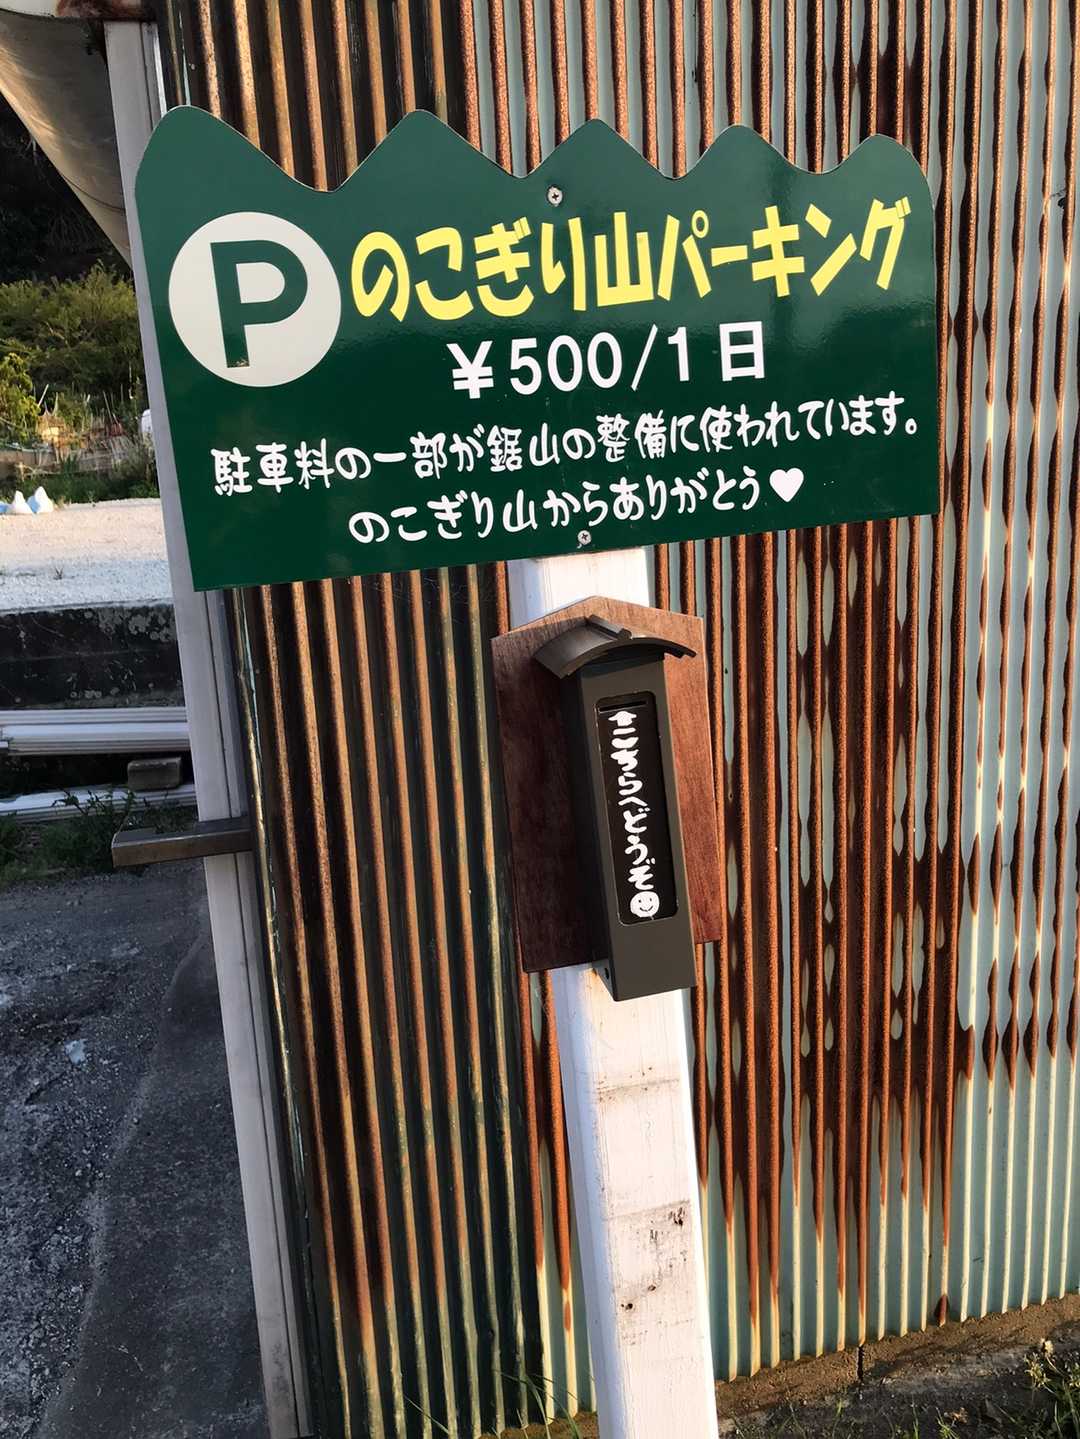 P のこぎり山パーキング
¥500/1日
駐車料の一部が鋸山の整備に使われています。
のこぎり山からありがとう♥
↑こちらへどうぞ☺